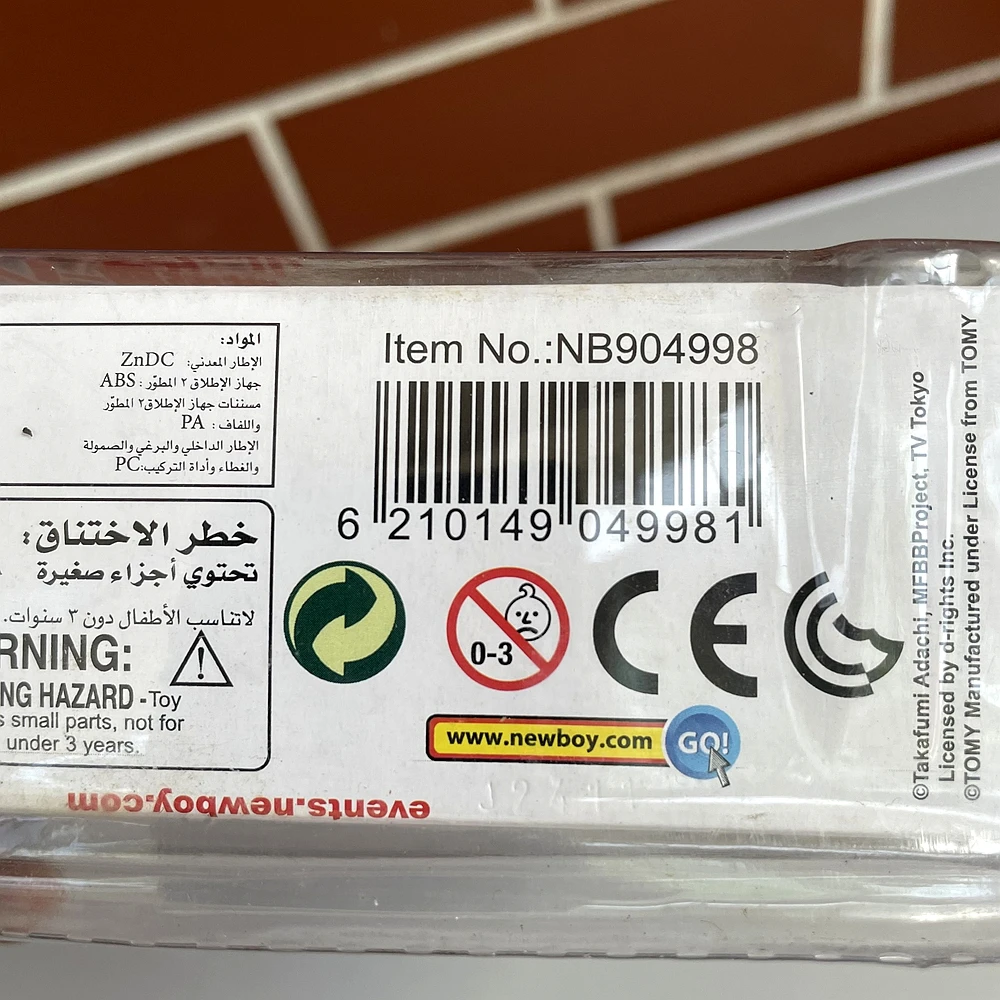 المواد:
الإطار المعدني: ZnDC
جهاز الإطلاق ٢ المطوّر: ABS
مسننات جهاز الإطلاق٢ المطوّر
واللفاف: PA
الإطار الداخلي والبرغي والصمولة
والغطاء وأداة التركيب:PC
خطر الاختناق:
تحتوي أجزاء صغيرة
لاتناسب الأطفال دون ٣ سنوات.
RNING:
NG HAZARD -Toy
s small parts, not for
under 3 years.
events.newboy.com
Item No.:NB904998
6 210149 049981
0-3
CE
www.newboy.com GO!
©Takafumi Adachi, MFBBProject, TV Tokyo
Licensed by d-rights Inc.
©TOMY Manufactured under License from TOMY